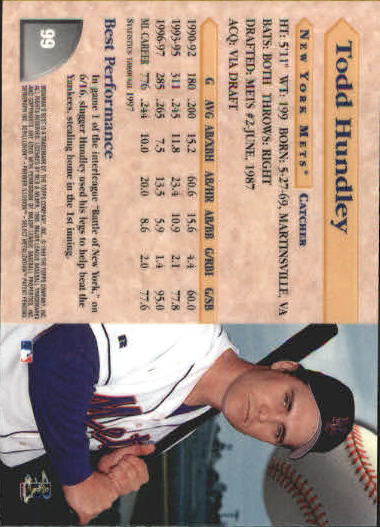 Todd Hundley
NEW YORK METS® CATCHER
HT: 5'11" WT: 199 BORN: 5-27-69, MARTINSVILLE, VA
BATS: BOTH THROWS: RIGHT
DRAFTED: METS #2-JUNE, 1987
ACQ: VIA DRAFT
G AVG AB/XBH AB/HR AB/BB G/RBI G/SB
1990-92 180 .200 15.2 60.6 15.6 4.4 60.0
1993-95 311 .245 11.8 23.4 10.9 2.1 77.8
1996-97 285 .265 7.5 13.5 5.9 1.4 95.0
ML CAREER 776 .244 10.0 20.0 8.6 2.0 77.6
STATISTICS THROUGH 1997
Best Performance
In game 1 of the interleague "Battle of New York," on
6/16, slugger Hundley used his legs to help beat the
Yankees, stealing home in the 1st inning.
99
Mets